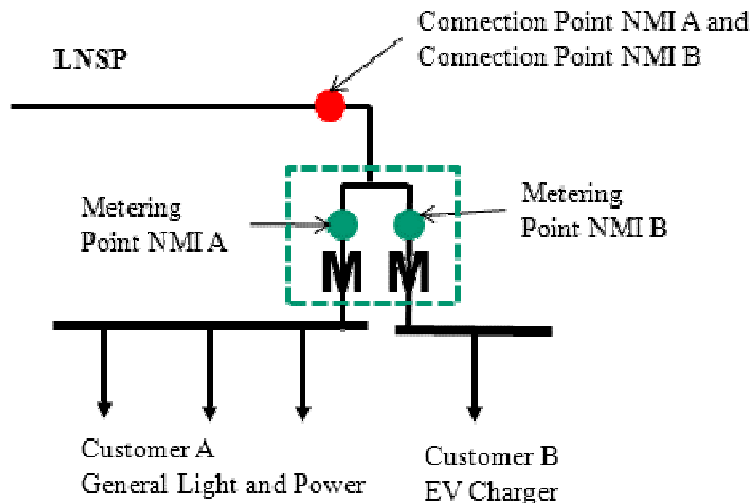 Connection Point NMI A and
Connection Point NMI B
LNSP
Metering
Point NMI A
Metering
Point NMI B
M M
Customer A
General Light and Power
Customer B
EV Charger